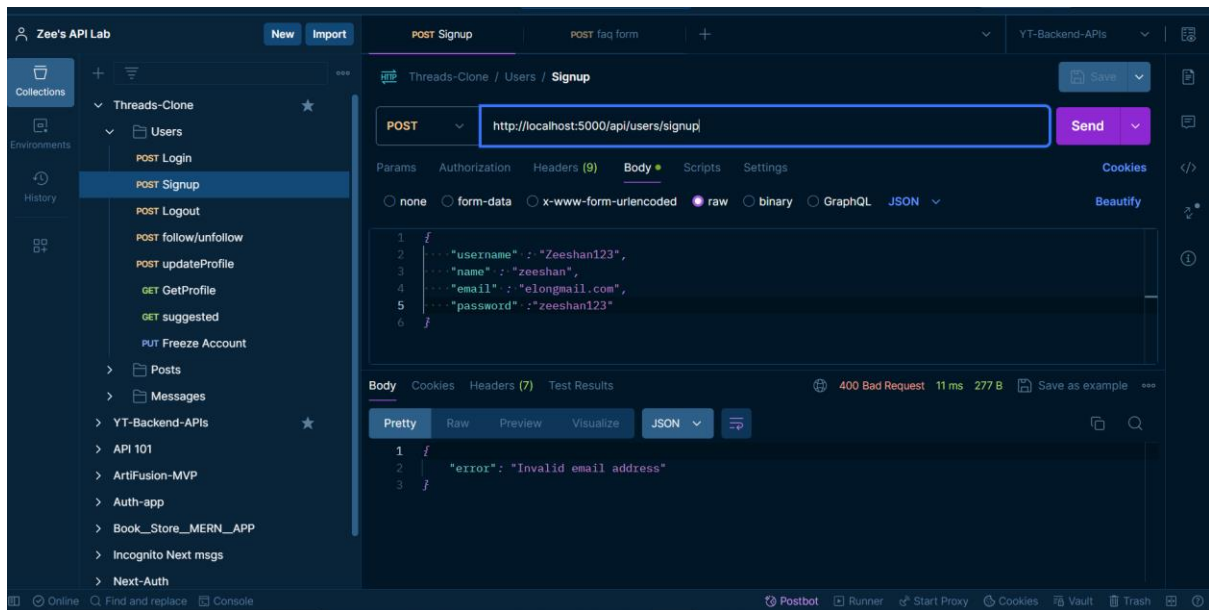 Zee's API Lab New Import POST Signup POST faq form YT-Backend-APIs
Collections
Environments
History
Threads-Clone
Users
POST Login
POST Signup
POST Logout
POST follow/unfollow
POST updateProfile
GET GetProfile
GET suggested
PUT Freeze Account
Posts
Messages
YT-Backend-APIs
API 101
ArtiFusion-MVP
Auth-app
Book__Store__MERN__APP
Incognito Next msgs
Next-Auth
HTTP Threads-Clone / Users / Signup Save
POST http://localhost:5000/api/users/signup Send
Params Authorization Headers (9) Body Scripts Settings Cookies
none form-data x-www-form-urlencoded raw binary GraphQL JSON Beautify
1 {
2 "username" : "Zeeshan123",
3 "name" : "zeeshan",
4 "email" : "elongmail.com",
5 "password" :"zeeshan123"
6 }
Body Cookies Headers (7) Test Results 400 Bad Request 11 ms 277 B Save as example
Pretty Raw Preview Visualize JSON
1 {
2 "error": "Invalid email address"
3 }
Online Find and replace Console Postbot Runner Start Proxy Cookies Vault Trash